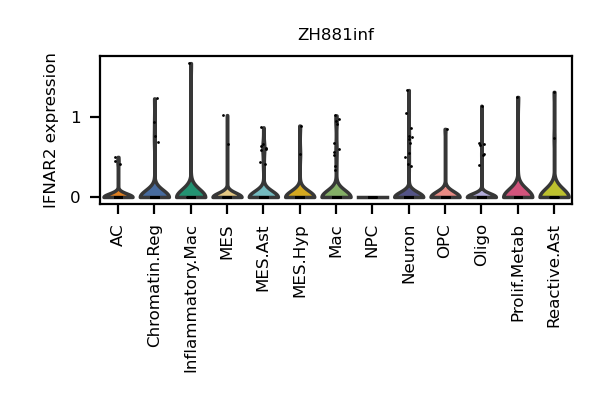 ZH881inf
IFNAR2 expression
1
0
AC
Chromatin.Reg
Inflammatory.Mac
MES
MES.Ast
MES.Hyp
Mac
NPC
Neuron
OPC
Oligo
Prolif.Metab
Reactive.Ast